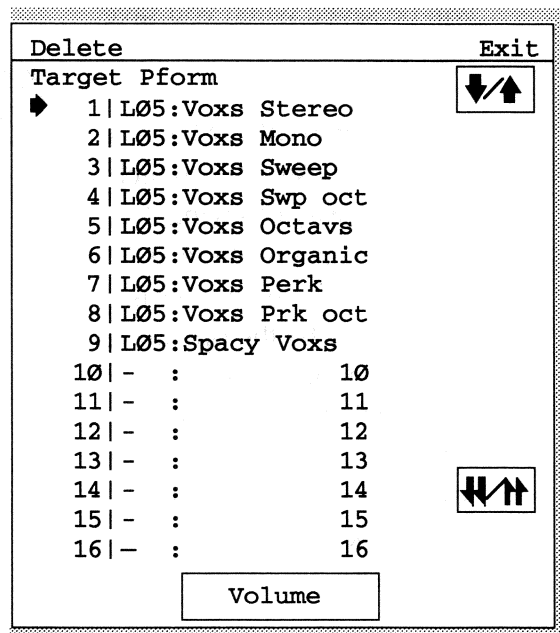 Delete Exit
Target Pform
1|LØ5:Voxs Stereo
2|LØ5:Voxs Mono
3|LØ5:Voxs Sweep
4|LØ5:Voxs Swp oct
5|LØ5:Voxs Octavs
6|LØ5:Voxs Organic
7|LØ5:Voxs Perk
8|LØ5:Voxs Prk oct
9|LØ5:Spacy Voxs
1Ø|- : 1Ø
11|- : 11
12|- : 12
13|- : 13
14|- : 14
15|- : 15
16|— : 16
Volume